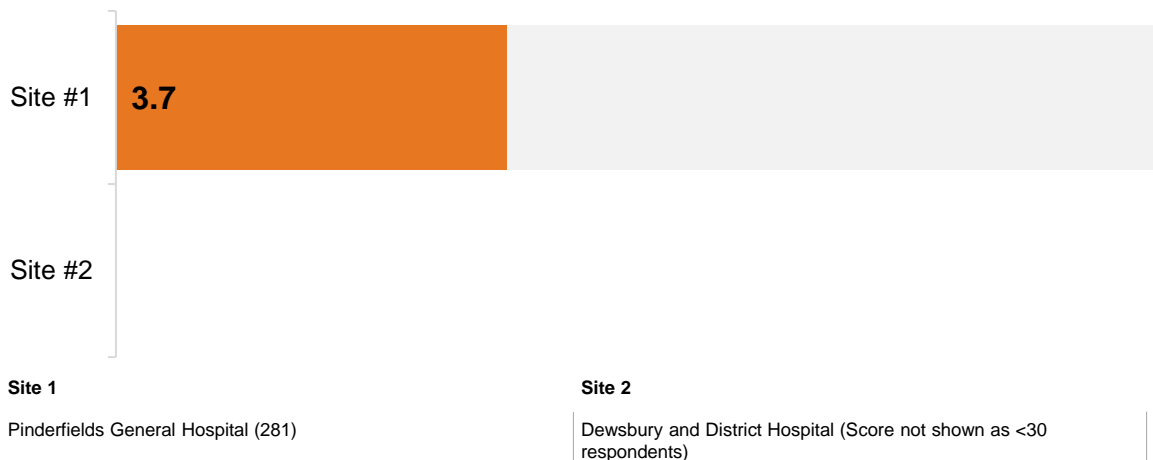 Site #1
3.7
Site #2
Site 1
Site 2
Pinderfields General Hospital (281)
Dewsbury and District Hospital (Score not shown as <30
respondents)